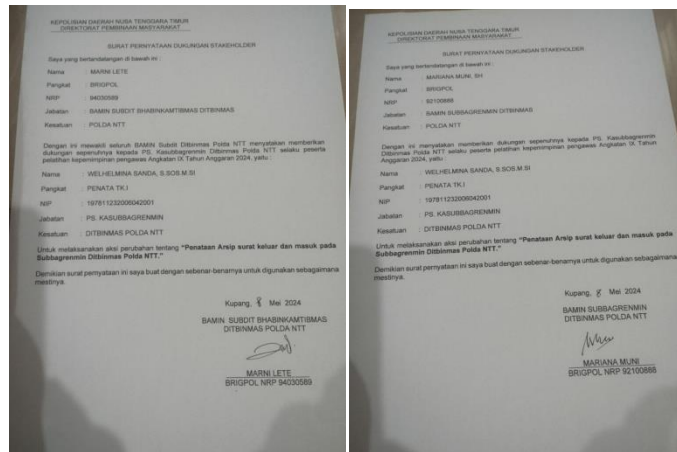 KEPOLISIAN DAERAH NUSA TENGGARA TIMUR
DIREKTORAT PEMBINAAN MASYARAKAT
SURAT PERNYATAAN DUKUNGAN STAKEHOLDER
Saya yang bertandatangan di bawah ini :
Nama : MARNI LETE
Pangkat : BRIGPOL
NRP : 94030589
Jabatan : BAMIN SUBDIT BHABINKAMTIBMAS DITBINMAS
Kesatuan : POLDA NTT
Dengan ini mewakili seluruh BAMIN Subdit Ditbinmas Polda NTT menyatakan memberikan
dukungan sepenuhnya kepada PS. Kasubbagrenmin Ditbinmas Polda NTT selaku peserta
pelatihan kepemimpinan pengawas Angkatan IX Tahun Anggaran 2024, yaitu :
Nama : WELHELMINA SANDA, S.SOS.M.SI
Pangkat : PENATA TK.I
NIP : 197811232006042001
Jabatan : PS. KASUBBAGRENMIN
Kesatuan : DITBINMAS POLDA NTT
Untuk melaksanakan aksi perubahan tentang "Penataan Arsip surat keluar dan masuk pada
Subbagrenmin Ditbinmas Polda NTT."
Demikian surat pernyataan ini saya buat dengan sebenar-benarnya untuk digunakan sebagaimana
mestinya.
Kupang, 8 Mei 2024
BAMIN SUBDIT BHABINKAMTIBMAS
DITBINMAS POLDA NTT
MARNI LETE
BRIGPOL NRP 94030589
KEPOLISIAN DAERAH NUSA TENGGARA TIMUR
DIREKTORAT PEMBINAAN MASYARAKAT
SURAT PERNYATAAN DUKUNGAN STAKEHOLDER
Saya yang bertandatangan di bawah ini :
Nama : MARIANA MUNI, SH
Pangkat : BRIGPOL
NRP : 92100888
Jabatan : BAMIN SUBBAGRENMIN DITBINMAS
Kesatuan : POLDA NTT
Dengan ini menyatakan memberikan dukungan sepenuhnya kepada PS. Kasubbagrenmin
Ditbinmas Polda NTT selaku peserta pelatihan kepemimpinan pengawas Angkatan IX Tahun
Anggaran 2024, yaitu :
Nama : WELHELMINA SANDA, S.SOS.M.SI
Pangkat : PENATA TK.I
NIP : 197811232006042001
Jabatan : PS. KASUBBAGRENMIN
Kesatuan : DITBINMAS POLDA NTT
Untuk melaksanakan aksi perubahan tentang "Penataan Arsip surat keluar dan masuk pada
Subbagrenmin Ditbinmas Polda NTT."
Demikian surat pernyataan ini saya buat dengan sebenar-benarnya untuk digunakan sebagaimana
mestinya.
Kupang, 8 Mei 2024
BAMIN SUBBAGRENMIN
DITBINMAS POLDA NTT
MARIANA MUNI
BRIGPOL NRP 92100888